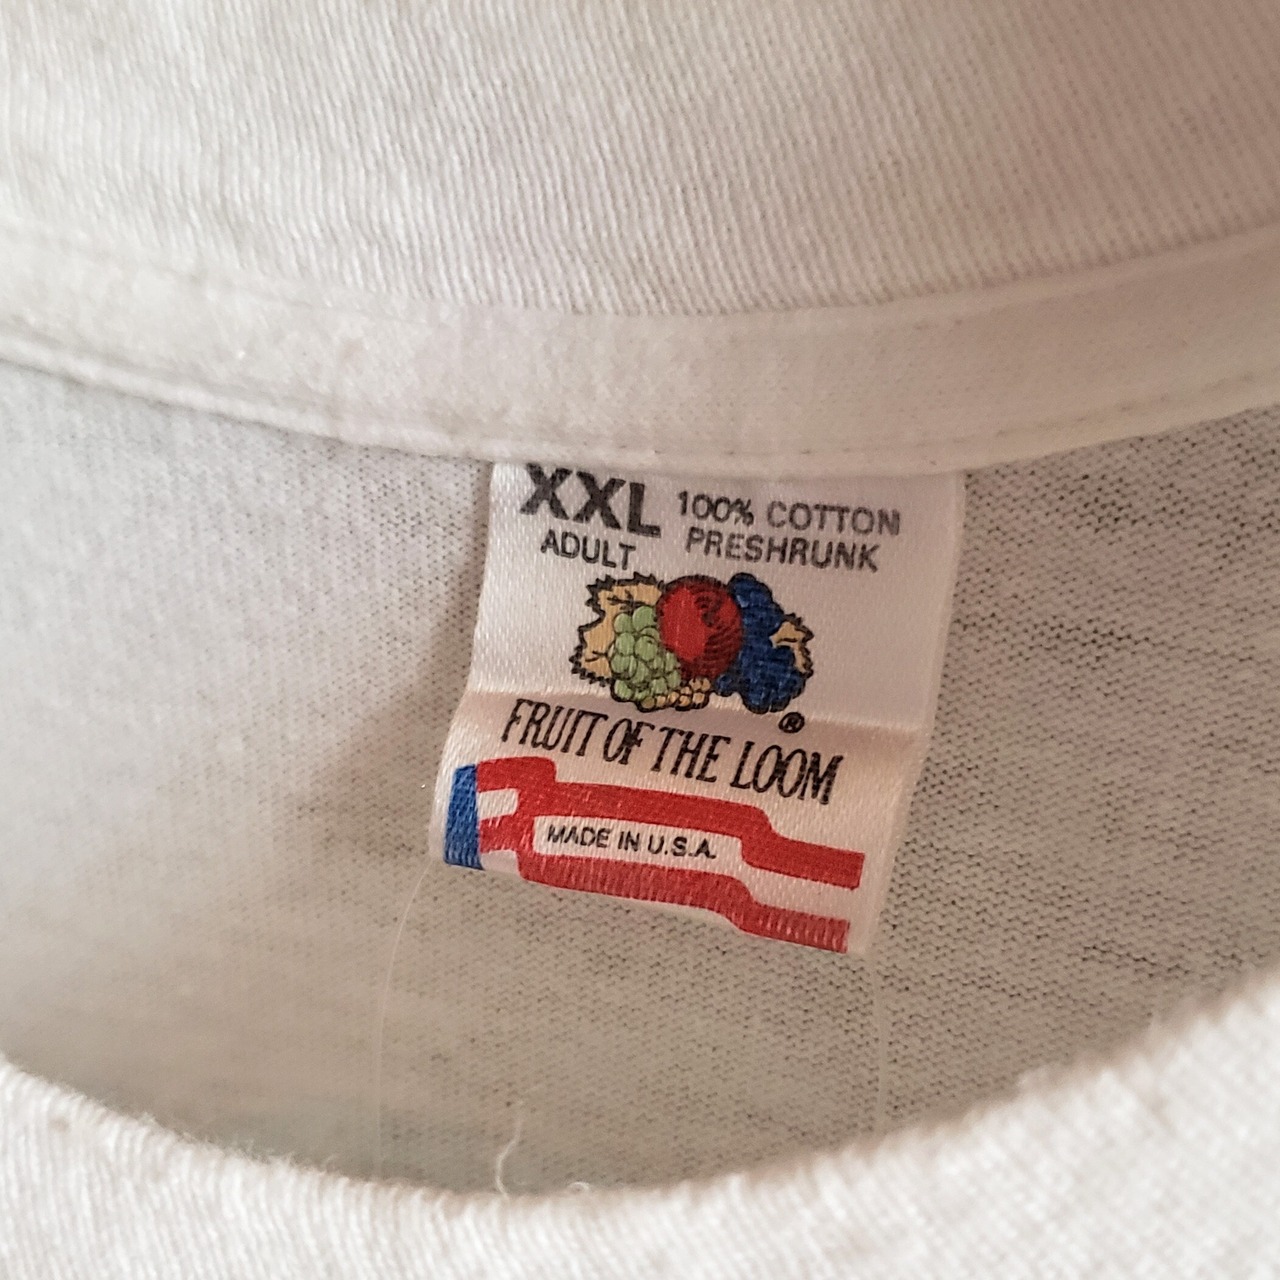 XXL 100% COTTON
ADULT PRESHRUNK
®
FRUIT OF THE LOOM
MADE IN U.S.A.